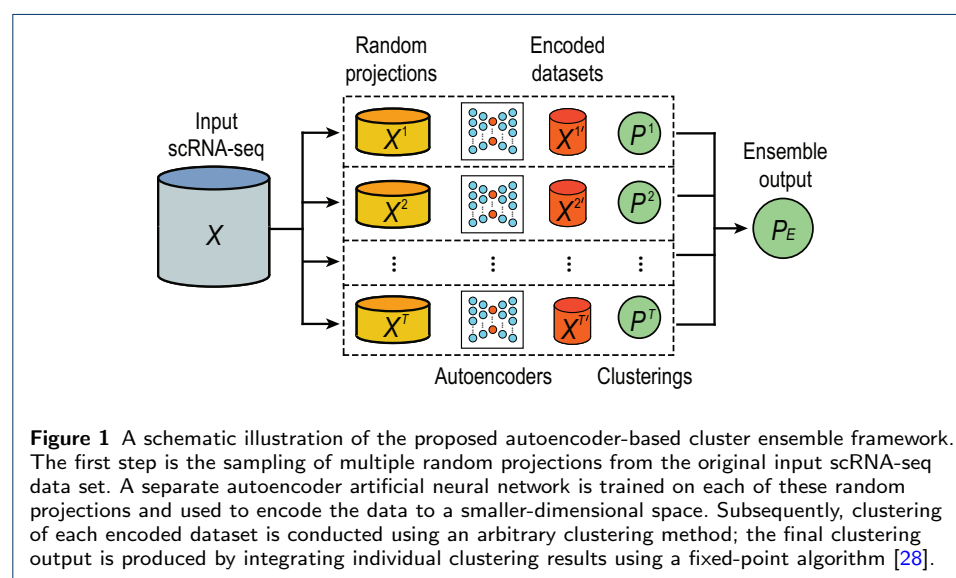 Random projections
Encoded datasets
Input scRNA-seq
X
X¹
X¹′
P¹
X²
X²′
P²
Xᵀ
Xᵀ′
Pᵀ
Ensemble output
P_E
Autoencoders
Clusterings
Figure 1 A schematic illustration of the proposed autoencoder-based cluster ensemble framework.
The first step is the sampling of multiple random projections from the original input scRNA-seq
data set. A separate autoencoder artificial neural network is trained on each of these random
projections and used to encode the data to a smaller-dimensional space. Subsequently, clustering
of each encoded dataset is conducted using an arbitrary clustering method; the final clustering
output is produced by integrating individual clustering results using a fixed-point algorithm [28].